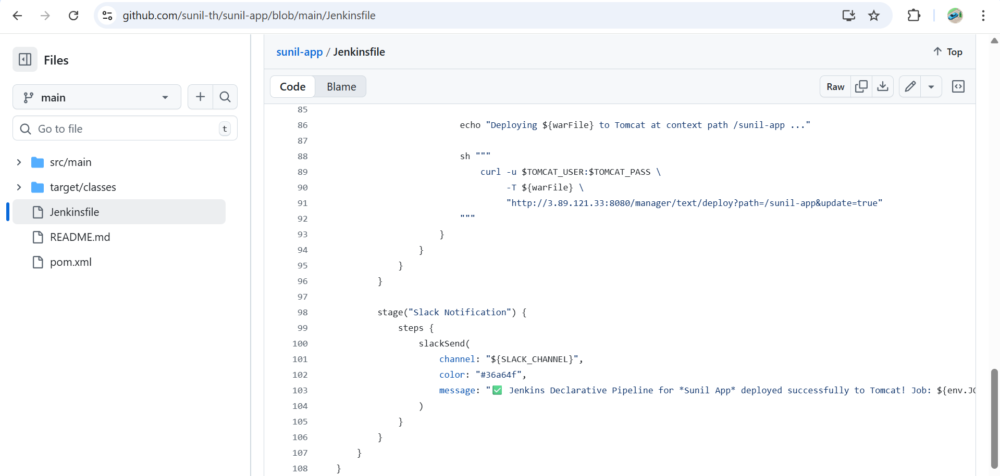 github.com/sunil-th/sunil-app/blob/main/Jenkinsfile
Files
main
Go to file
t
src/main
target/classes
Jenkinsfile
README.md
pom.xml
sunil-app / Jenkinsfile
Top
Code
Blame
Raw
85
86 echo "Deploying ${warFile} to Tomcat at context path /sunil-app ..."
87
88 sh """
89 curl -u $TOMCAT_USER:$TOMCAT_PASS \
90 -T ${warFile} \
91 "http://3.89.121.33:8080/manager/text/deploy?path=/sunil-app&update=true"
92 """
93 }
94 }
95 }
96 }
97
98 stage("Slack Notification") {
99 steps {
100 slackSend(
101 channel: "${SLACK_CHANNEL}",
102 color: "#36a64f",
103 message: "✅ Jenkins Declarative Pipeline for *Sunil App* deployed successfully to Tomcat! Job: ${env.JO
104 )
105 }
106 }
107 }
108 }